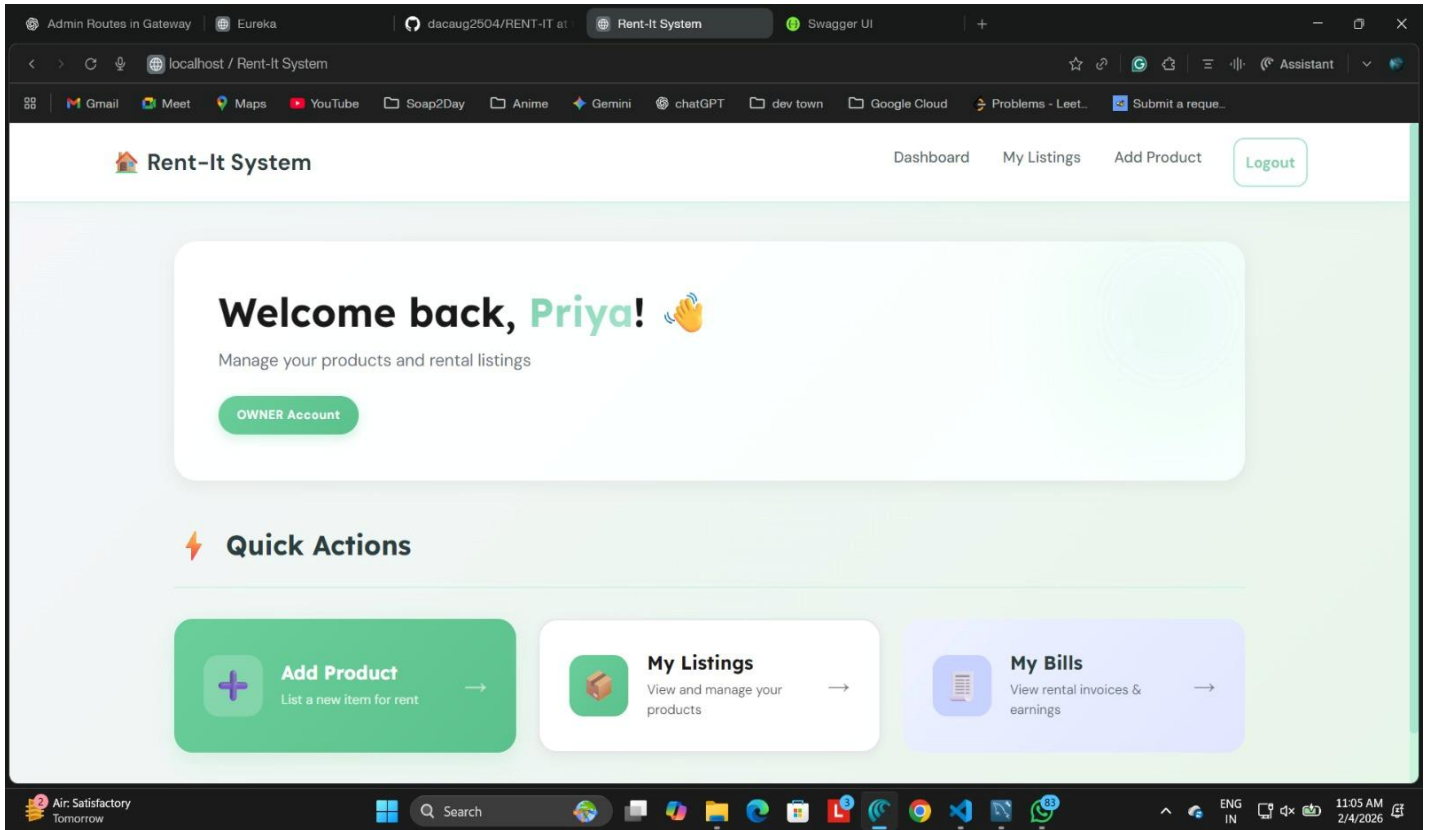 Admin Routes in Gateway
Eureka
dacaug2504/RENT-IT at
Rent-It System
Swagger UI
localhost / Rent-It System
Assistant
Gmail
Meet
Maps
YouTube
Soap2Day
Anime
Gemini
chatGPT
dev town
Google Cloud
Problems - Leet...
Submit a reque...
Rent-It System
Dashboard
My Listings
Add Product
Logout
Welcome back, Priya!
Manage your products and rental listings
OWNER Account
Quick Actions
Add Product
List a new item for rent
My Listings
View and manage your
products
My Bills
View rental invoices &
earnings
2
Air: Satisfactory
Tomorrow
Search
3
83
ENG
IN
11:05 AM
2/4/2026